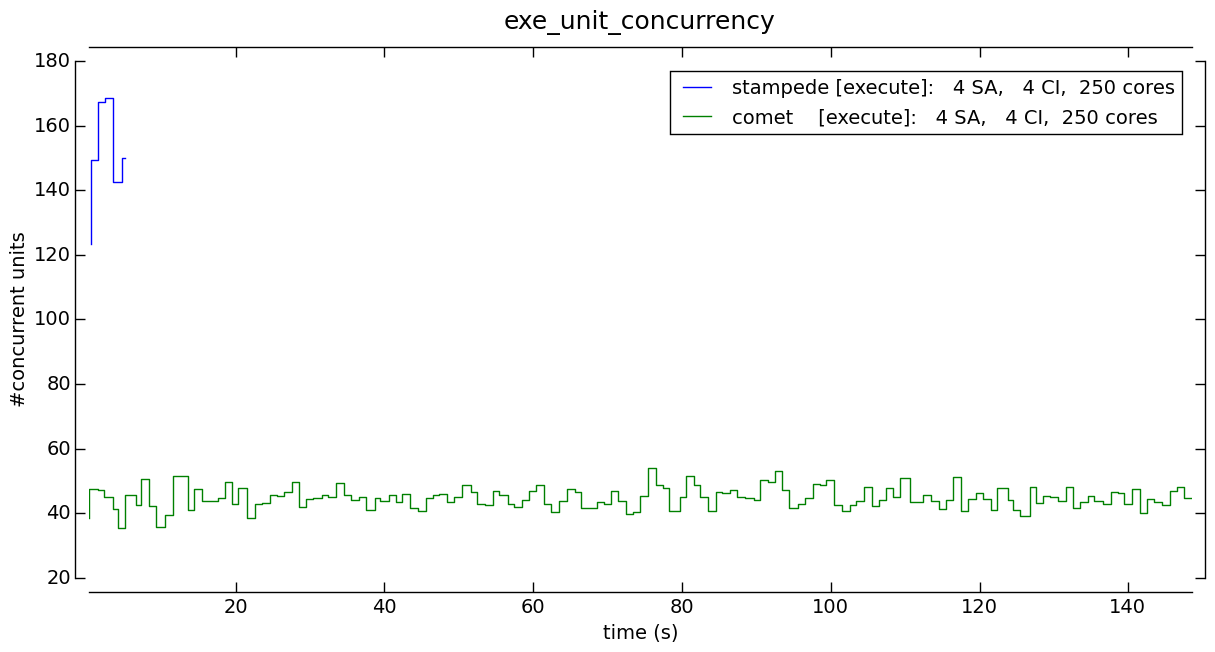 exe_unit_concurrency
180
160
140
120
100
80
60
40
20
#concurrent units
stampede [execute]:   4 SA,   4 CI,  250 cores
comet    [execute]:   4 SA,   4 CI,  250 cores
20 40 60 80 100 120 140
time (s)